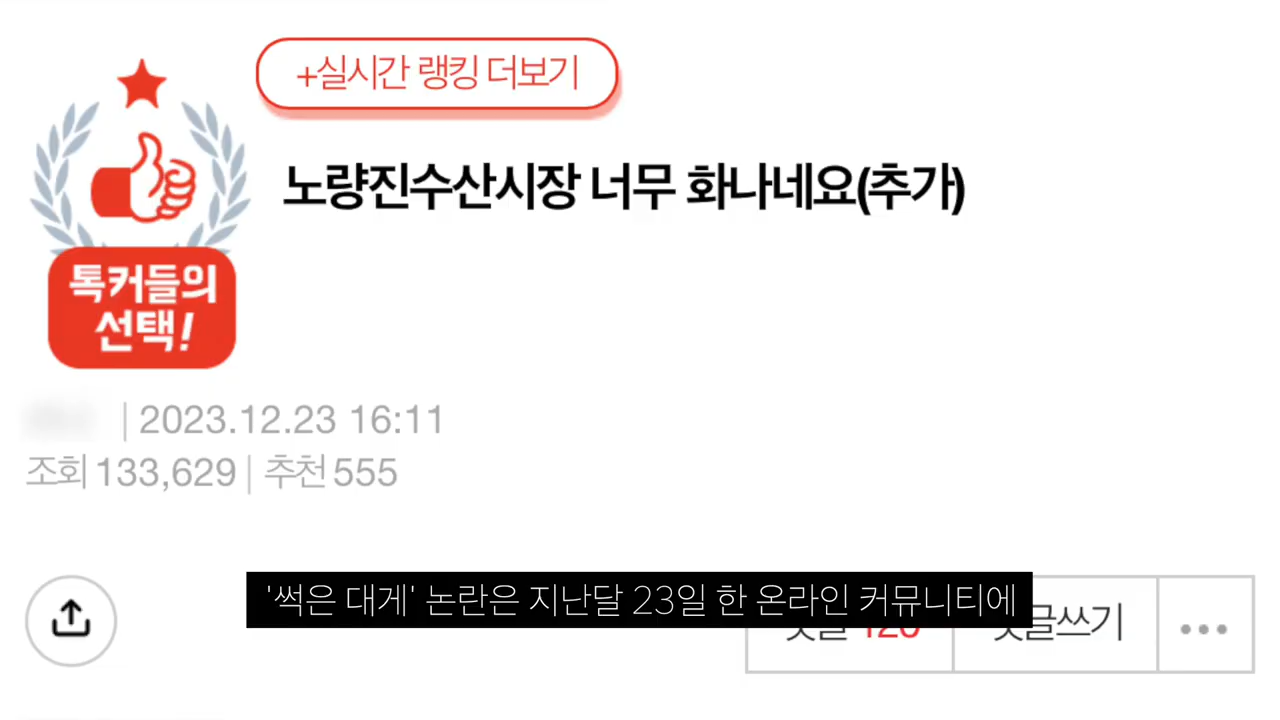 +실시간 랭킹 더보기
노량진수산시장 너무 화나네요(추가)
톡커들의
선택!
| 2023.12.23 16:11
조회 133,629 | 추천 555
'썩은 대게' 논란은 지난달 23일 한 온라인 커뮤니티에
댓글쓰기